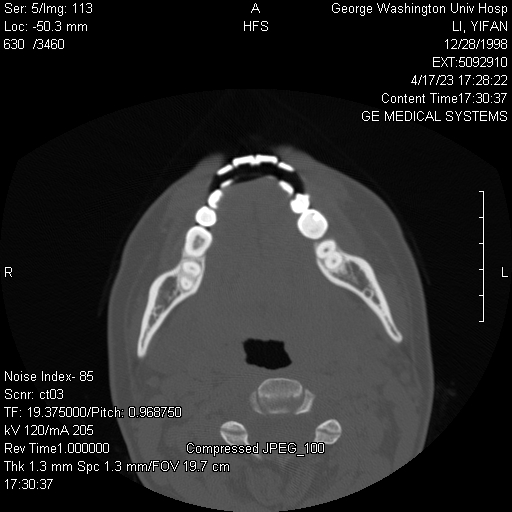 Ser: 5/Img: 113
Loc: -50.3 mm
630 /3460
A
HFS
George Washington Univ Hosp
LI, YIFAN
12/28/1998
EXT:5092910
4/17/23 17:28:22
Content Time17:30:37
GE MEDICAL SYSTEMS
R
L
Noise Index- 85
Scnr: ct03
TF: 19.375000/Pitch: 0.968750
kV 120/mA 205
Rev Time1.000000
Compressed JPEG_100
Thk 1.3 mm Spc 1.3 mm/FOV 19.7 cm
17:30:37